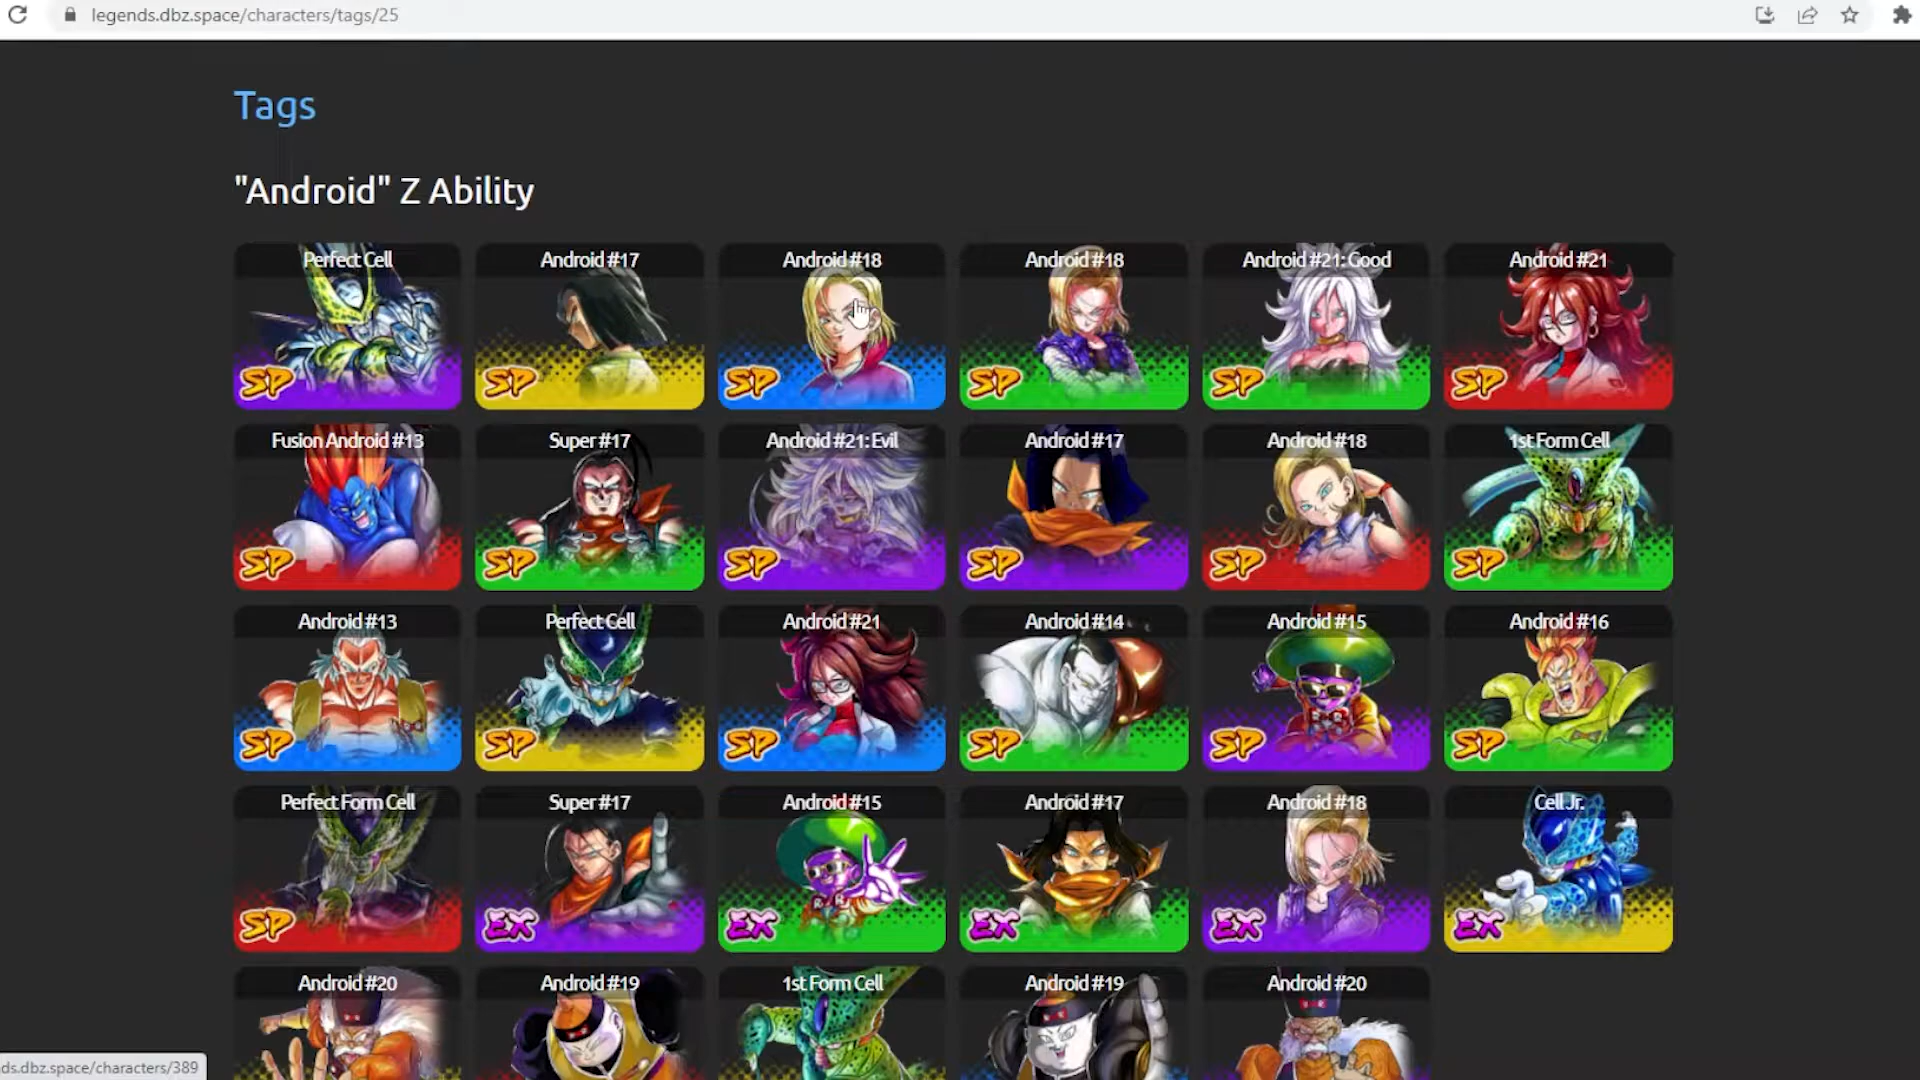 legends.dbz.space/characters/tags/25
Tags
"Android" Z Ability
Perfect Cell Android #17 Android #18 Android #18 Android #21: Good Android #21
SP SP SP SP SP SP
Fusion Android #13 Super #17 Android #21: Evil Android #17 Android #18 1st Form Cell
SP SP SP SP SP SP
Android #13 Perfect Cell Android #21 Android #14 Android #15 Android #16
SP SP SP SP SP SP
Perfect Form Cell Super #17 Android #15 Android #17 Android #18 Cell Jr.
SP EX EX EX EX EX
Android #20 Android #19 1st Form Cell Android #19 Android #20
ds.dbz.space/characters/389